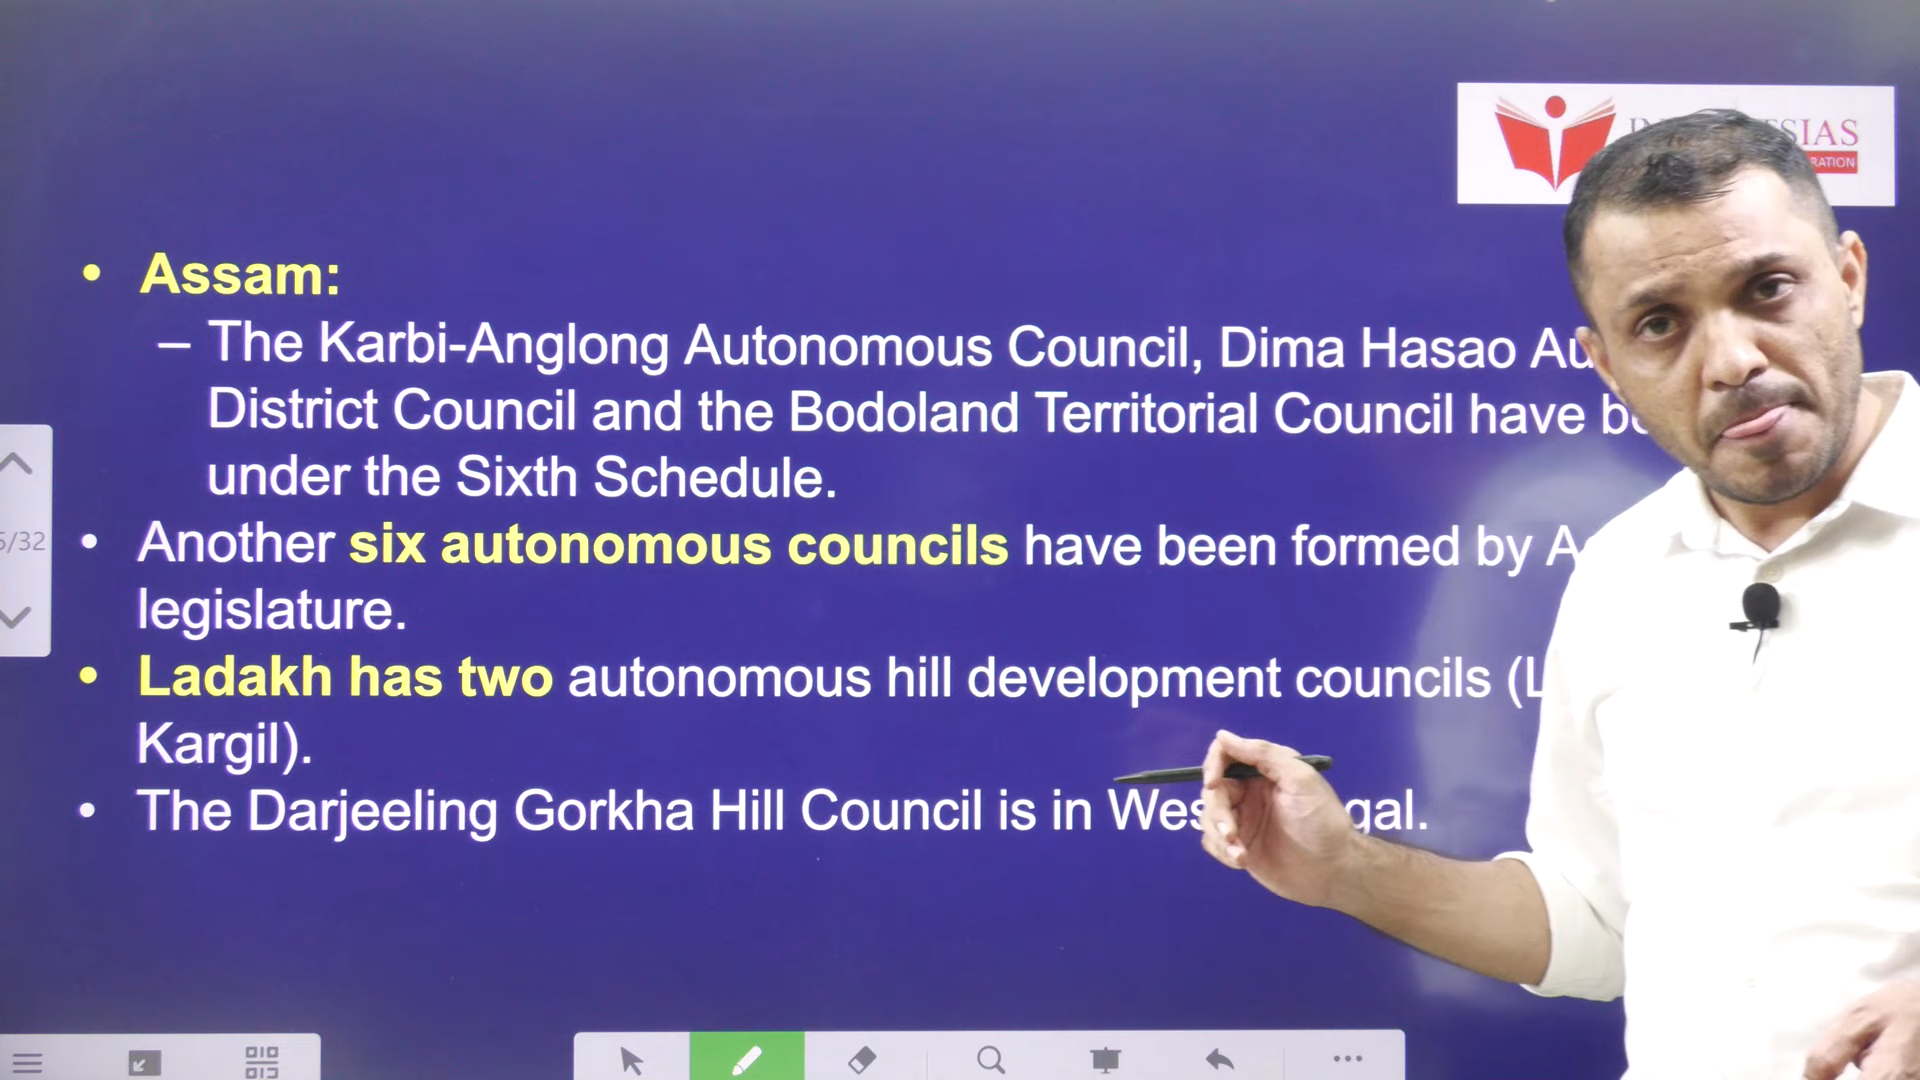 SIAS
RATION
• Assam:
– The Karbi-Anglong Autonomous Council, Dima Hasao
District Council and the Bodoland Territorial Council have
under the Sixth Schedule.
/32
• Another six autonomous councils have been formed by
legislature.
• Ladakh has two autonomous hill development councils (L
Kargil).
• The Darjeeling Gorkha Hill Council is in Wes gal.